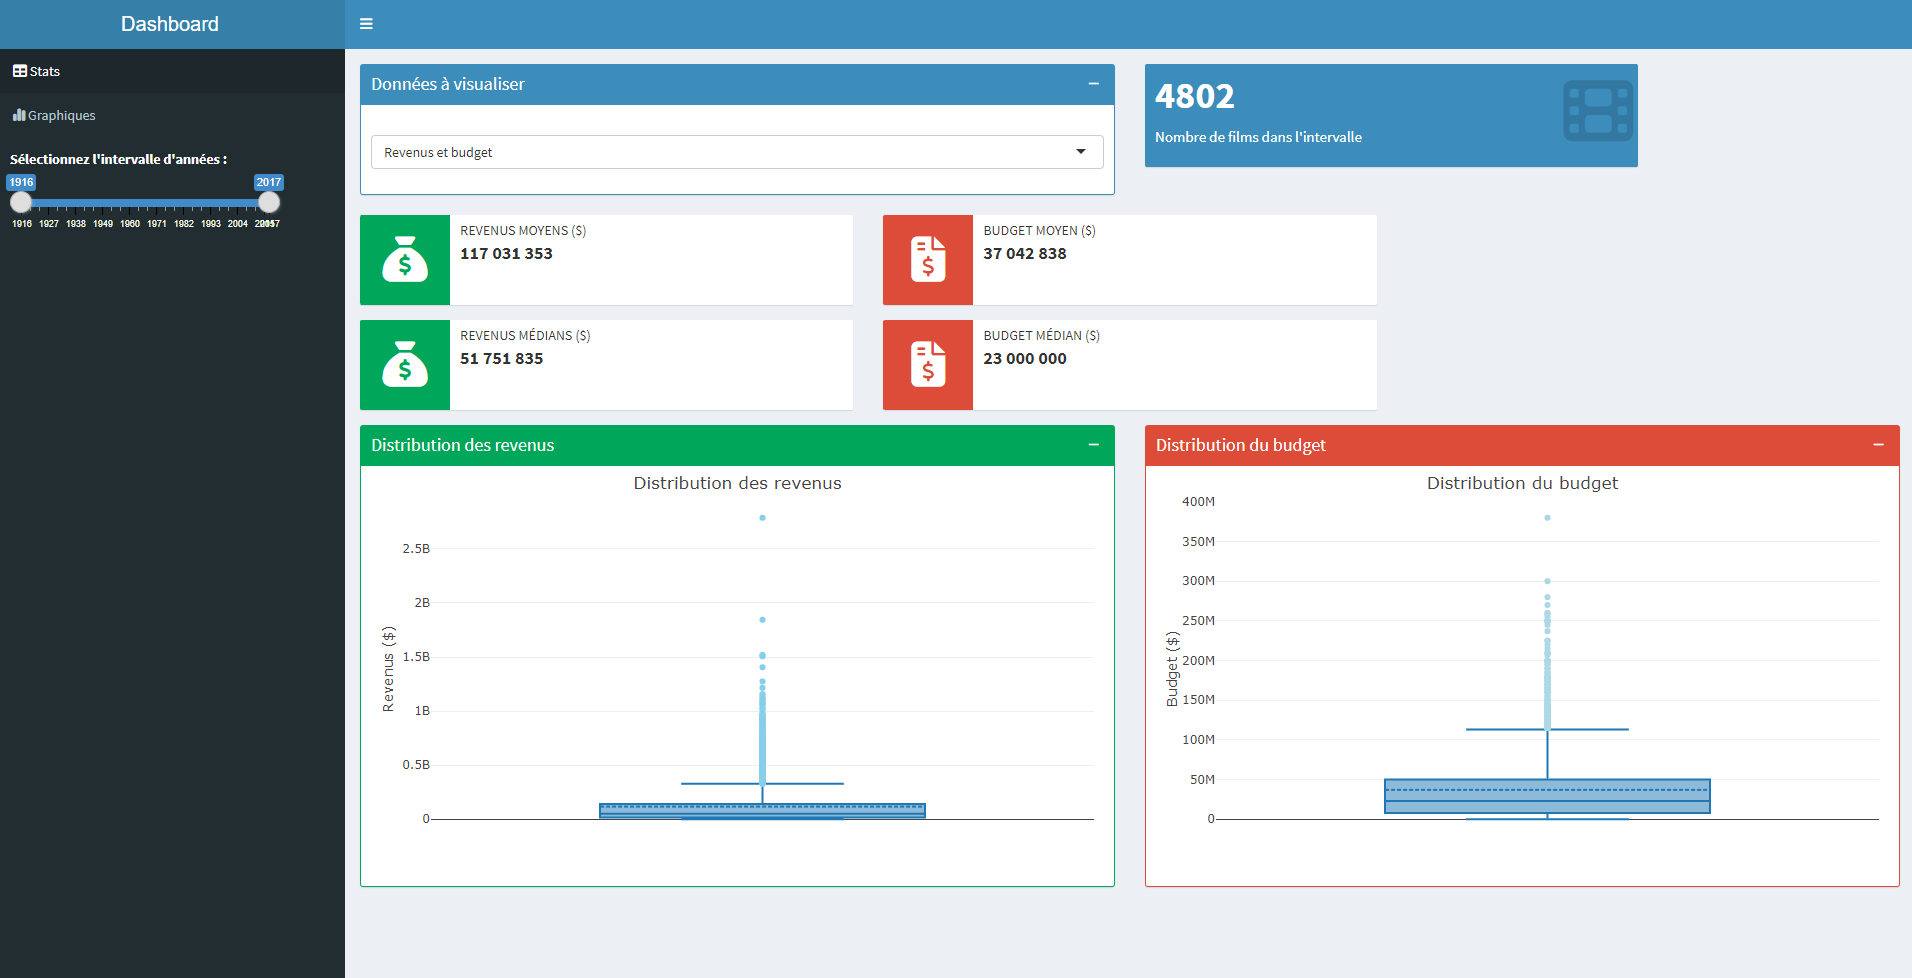 Dashboard
Stats
Graphiques
Sélectionnez l'intervalle d'années :
1916 2017
1916 1927 1938 1949 1960 1971 1982 1993 2004 2017
Données à visualiser
Revenus et budget
4802
Nombre de films dans l'intervalle
REVENUS MOYENS ($)
117 031 353
BUDGET MOYEN ($)
37 042 838
REVENUS MÉDIANS ($)
51 751 835
BUDGET MÉDIAN ($)
23 000 000
Distribution des revenus
Distribution des revenus
2.5B
2B
1.5B
1B
0.5B
0
Revenus ($)
Distribution du budget
Distribution du budget
400M
350M
300M
250M
200M
150M
100M
50M
0
Budget ($)